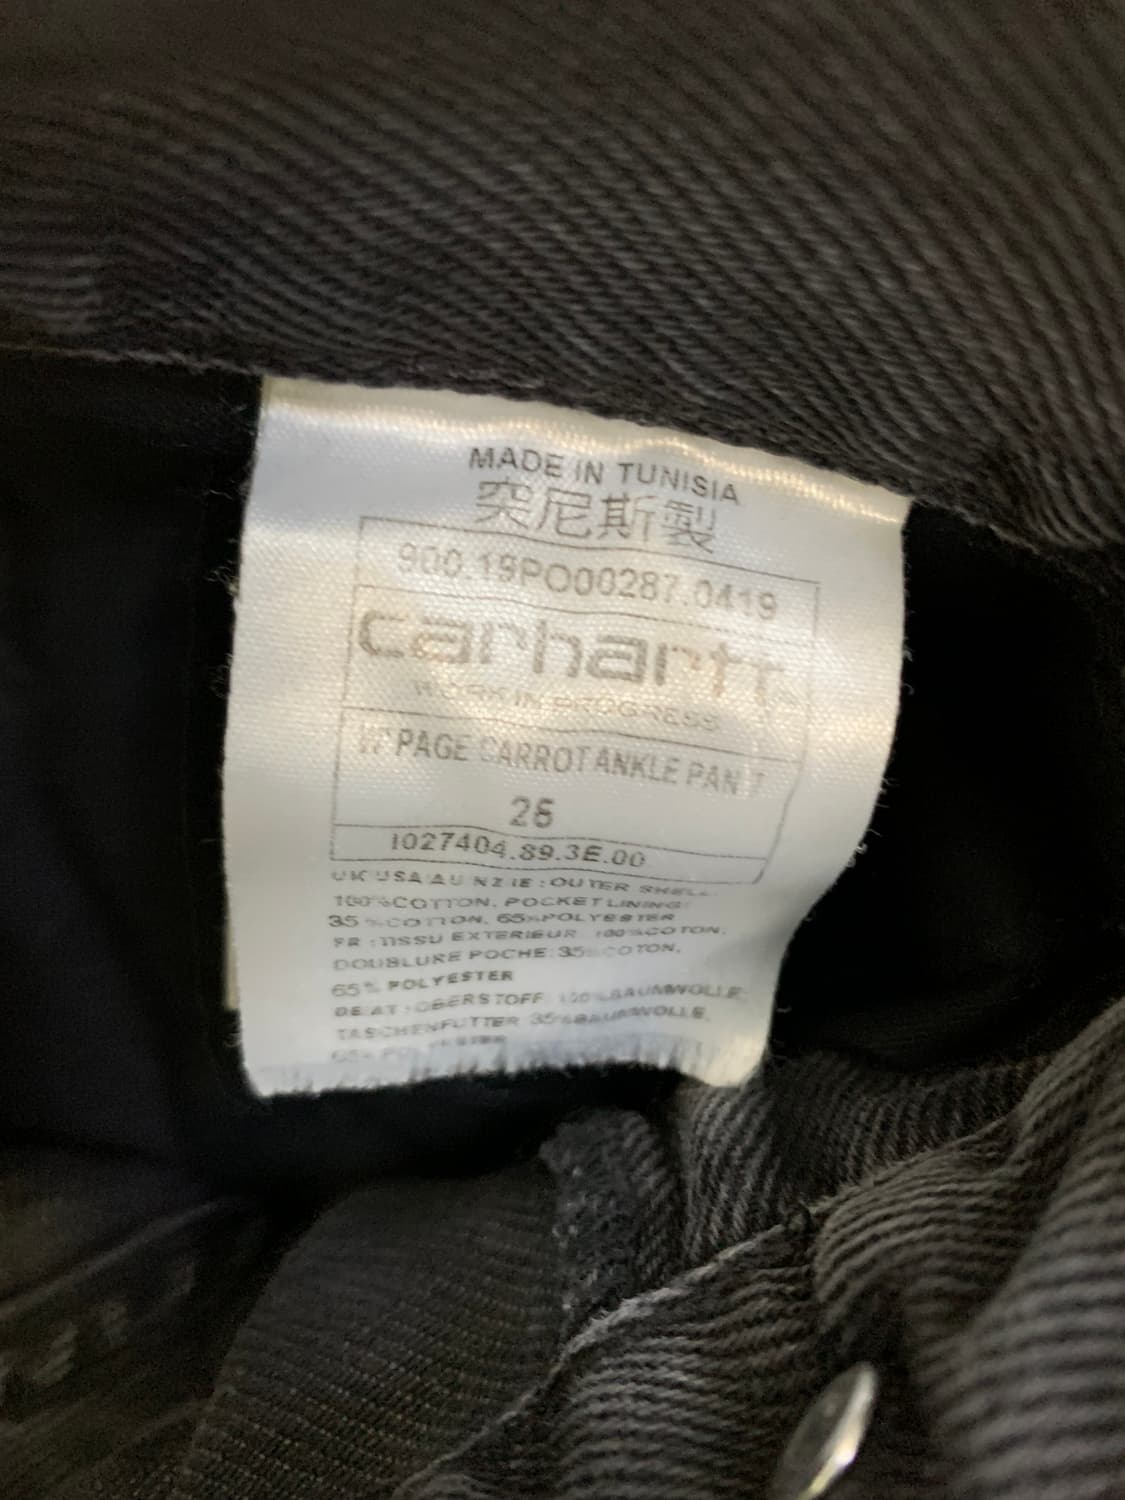 MADE IN TUNISIA
突尼斯製
900.19PO00287.0419
carhartt
WORK IN PROGRESS
W' PAGE CARROT ANKLE PANT
I027404.89.3E.00
UK/USA/AU/NZ/IE : OUTER SHELL:
100%COTTON, POCKET LINING:
35%COTTON, 65%POLYESTER
FR : TISSU EXTERIEUR 100%COTON,
DOUBLURE POCHE:35%COTON,
65% POLYESTER
DE/AT : OBERSTOFF 100%BAUMWOLLE,
TASCHENFUTTER 35%BAUMWOLLE,
65% POLYESTER